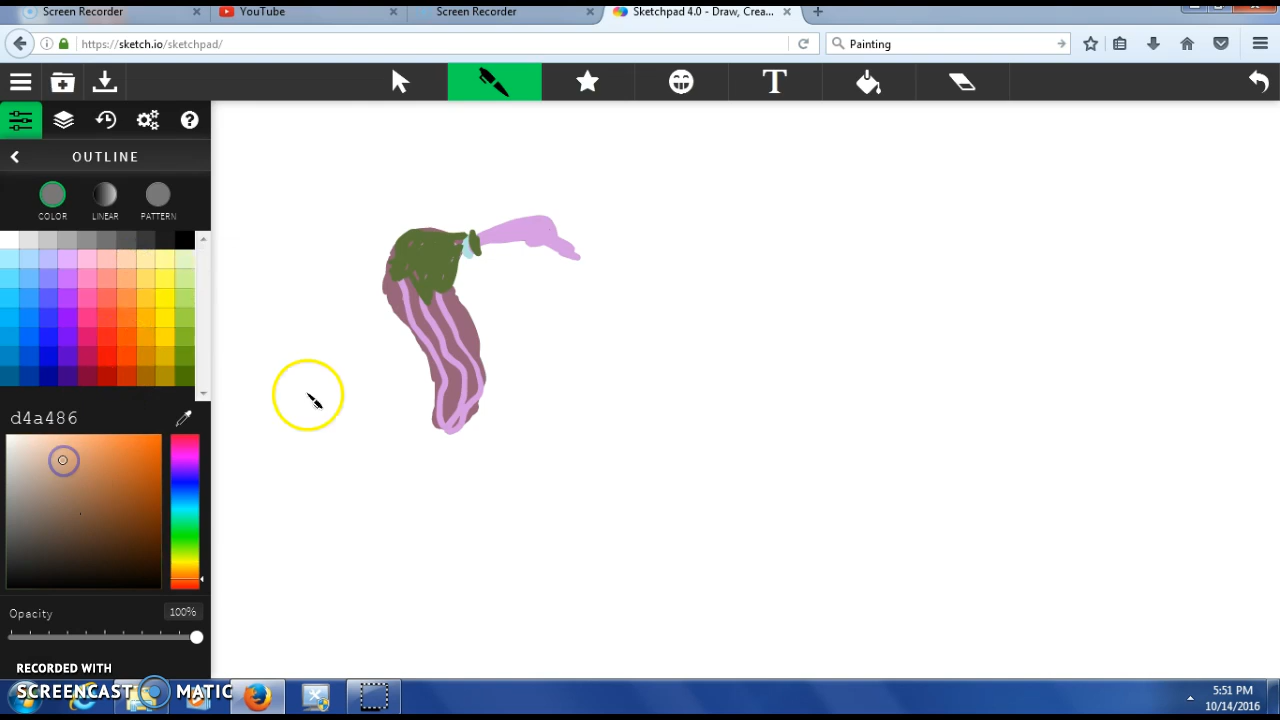 Screen Recorder
YouTube
Screen Recorder
Sketchpad 4.0 - Draw, Crea...
https://sketch.io/sketchpad/
Painting
T
OUTLINE
COLOR
LINEAR
PATTERN
d4a486
Opacity
100%
RECORDED WITH
SCREENCAST MATIC
5:51 PM
10/14/2016